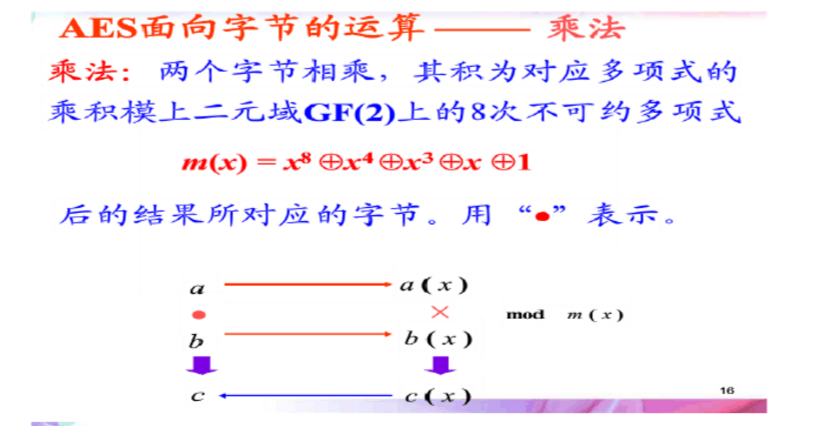 AES面向字节的运算 —— 乘法
乘法： 两个字节相乘，其积为对应多项式的
乘积模上二元域GF(2)上的8次不可约多项式
m(x) = x⁸ ⊕x⁴ ⊕x³ ⊕x ⊕1
后的结果所对应的字节。用“●”表示。
a → a ( x )
● × mod m ( x )
b → b ( x )
c ← c ( x )
16